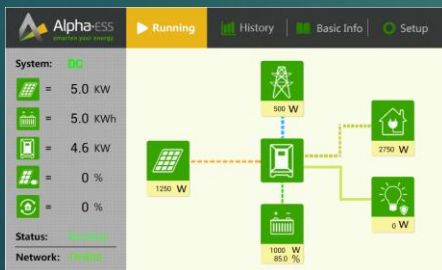 Alpha·ESS
smarten your energy
Running
History
Basic Info
Setup
System: DC
= 5.0 KW
= 5.0 KWh
= 4.6 KW
= 0 %
= 0 %
Status:
Network:
500 W
1250 W
2750 W
0 W
1000 W
85.0 %